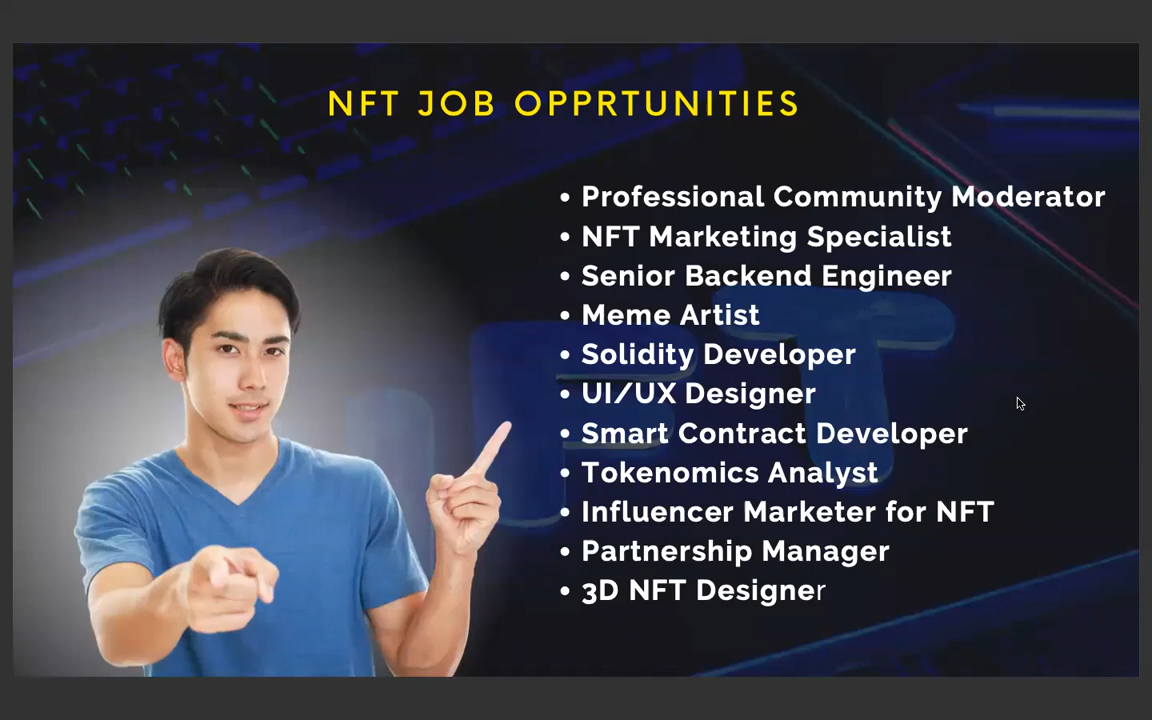 NFT JOB OPPRTUNITIES
• Professional Community Moderator
• NFT Marketing Specialist
• Senior Backend Engineer
• Meme Artist
• Solidity Developer
• UI/UX Designer
• Smart Contract Developer
• Tokenomics Analyst
• Influencer Marketer for NFT
• Partnership Manager
• 3D NFT Designer